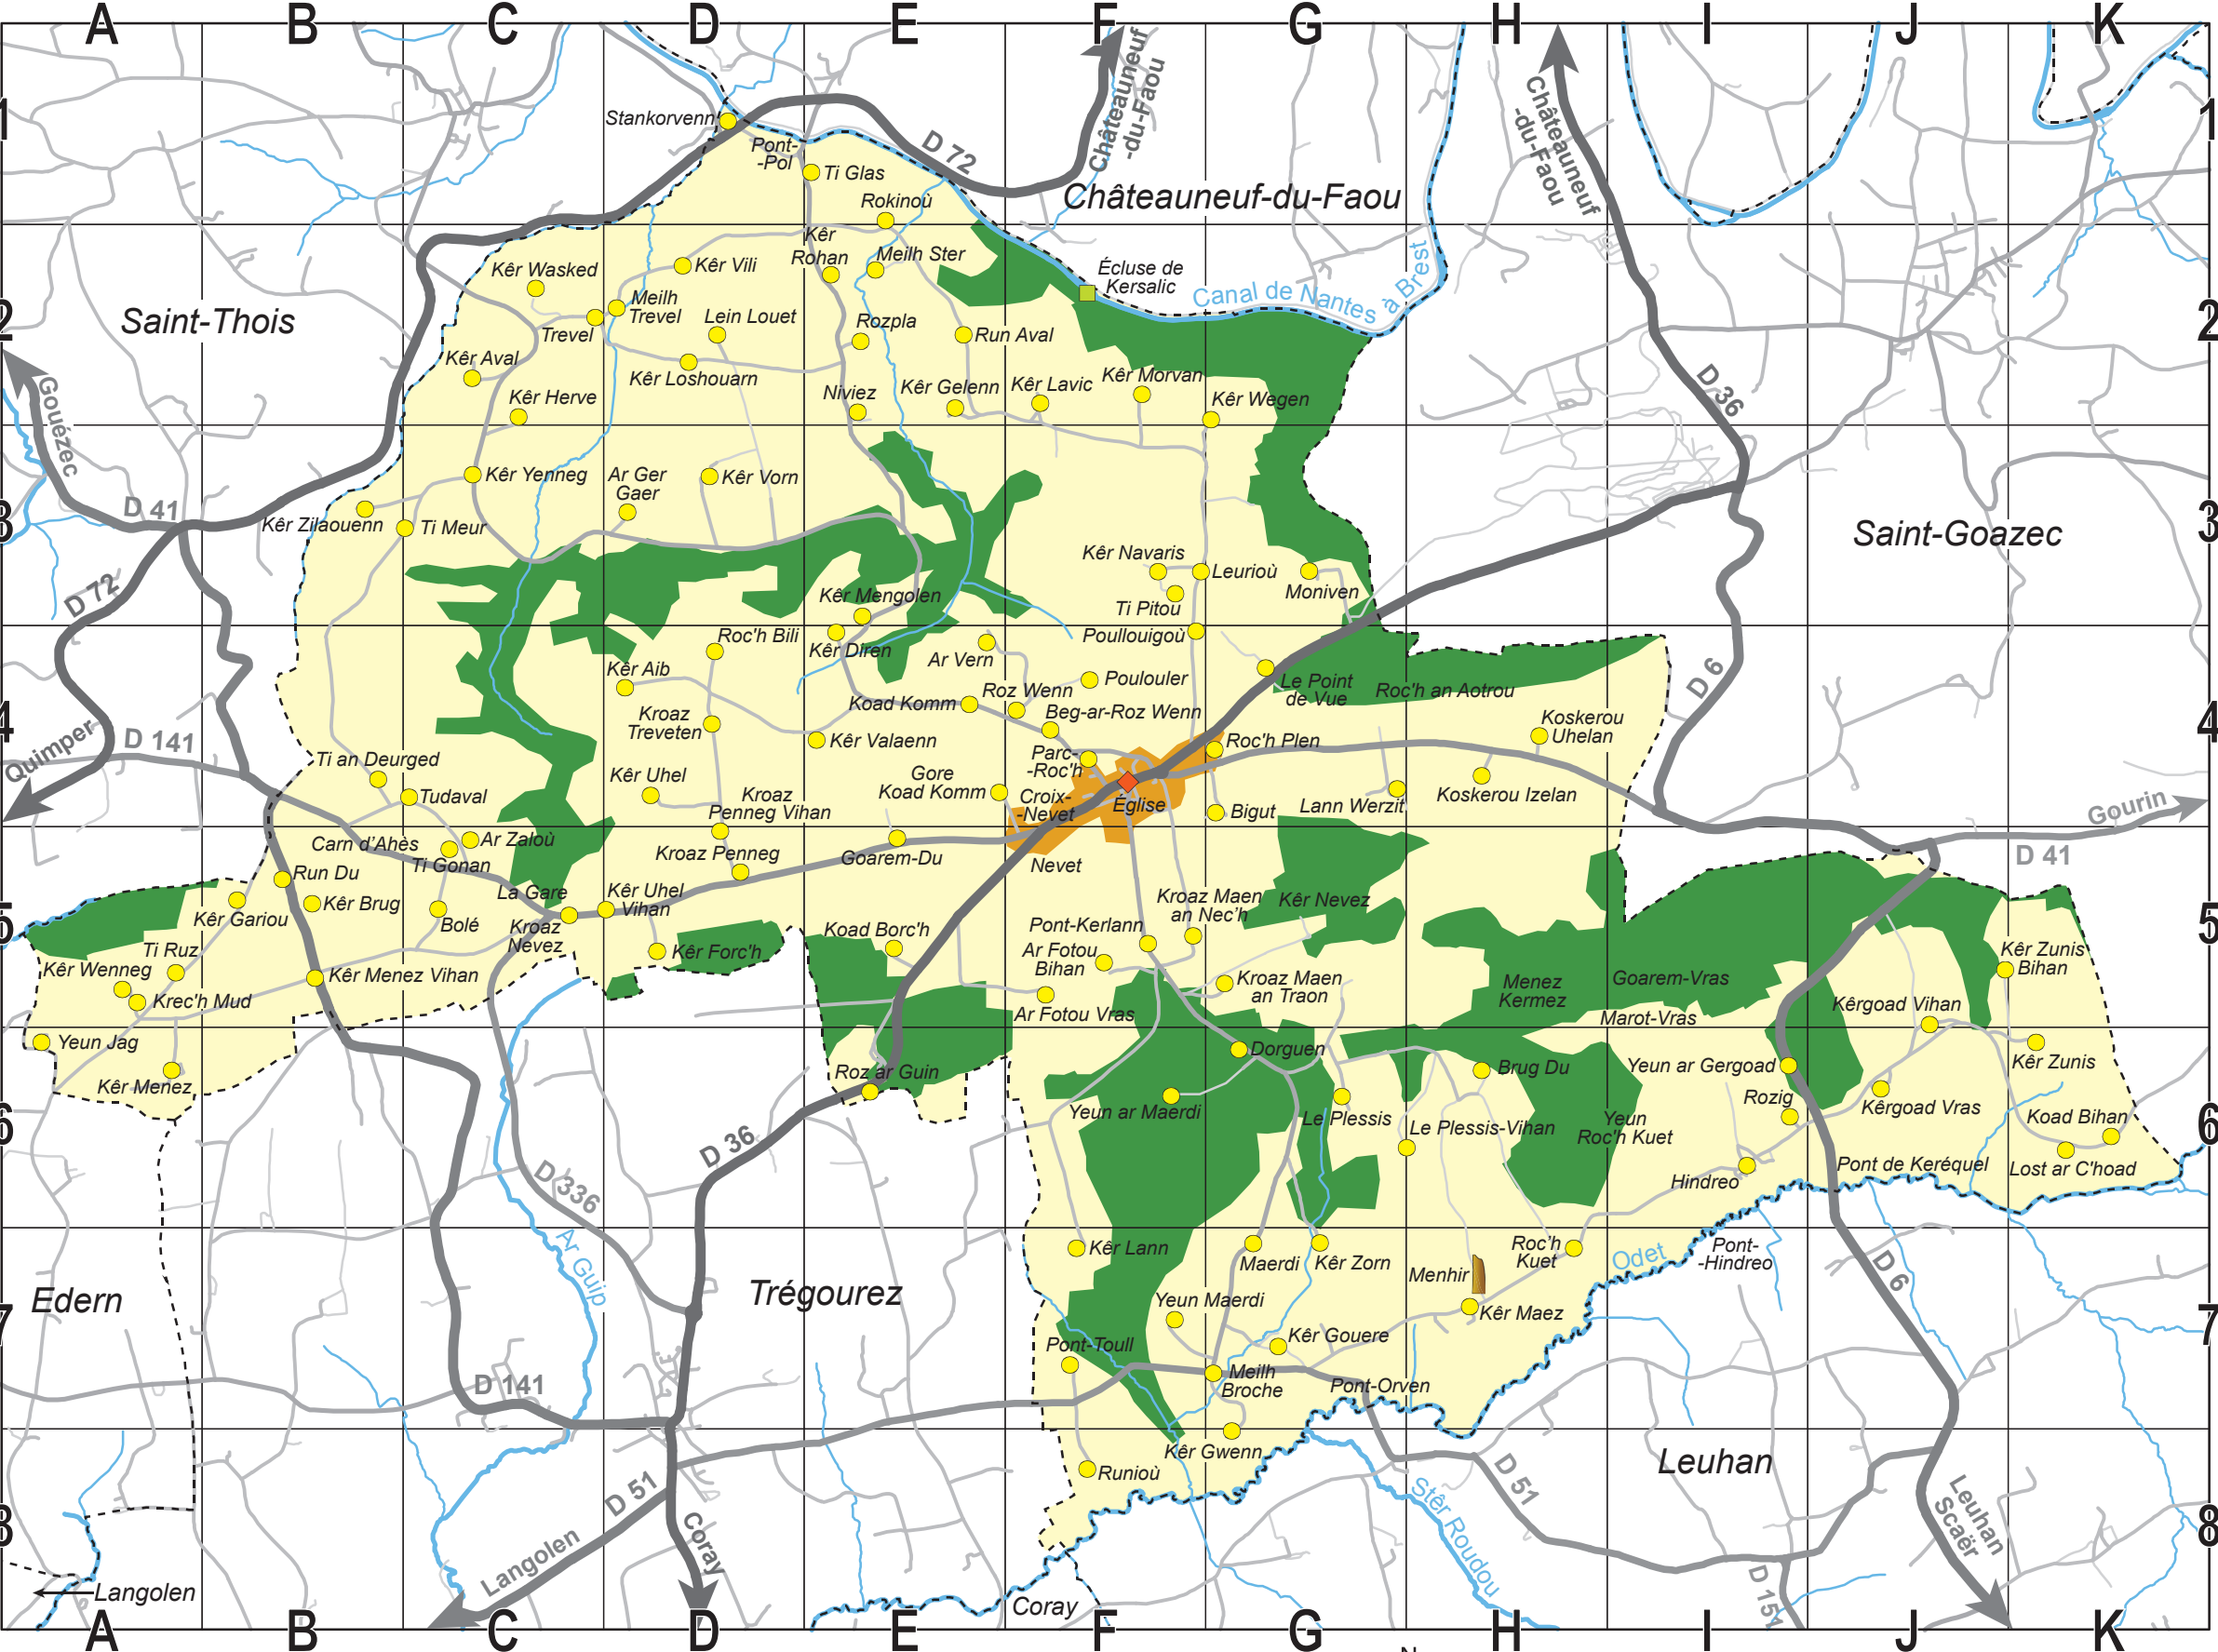 A B C D E F G H I J K
1
1
2
2
3
3
4
4
5
5
6
6
7
7
8
8
Châteauneuf
-du-Faou
Châteauneuf
-du-Faou
Stankorvenn
Pont-
-Pol
D 72
Ti Glas
Châteauneuf-du-Faou
Rokinoù
Kêr
Rohan
Meilh Ster
Kêr Wasked
Kêr Vili
Écluse de
Kersalic
Canal de Nantes à Brest
Meilh
Trevel
Trevel
Lein Louet
Rozpla
Run Aval
Saint-Thois
Kêr Aval
Kêr Loshouarn
Kêr Herve
Niviez
Kêr Gelenn
Kêr Lavic
Kêr Morvan
Kêr Wegen
D 36
Gouézec
D 41
Kêr Yenneg
Ar Ger
Gaer
Kêr Vorn
Kêr Zilaouenn
Ti Meur
Saint-Goazec
D 72
Kêr Navaris
Leurioù
Moniven
Ti Pitou
Kêr Mengolen
Roc'h Bili
Kêr Diren
Poullouigoù
Ar Vern
Kêr Aib
Poulouler
Le Point
de Vue
Roc'h an Aotrou
D 6
Roz Wenn
Koad Komm
Beg-ar-Roz Wenn
Kroaz
Treveten
Kêr Valaenn
Koskerou
Uhelan
Roc'h Plen
Quimper
D 141
Parc-
-Roc'h
Ti an Deurged
Tudaval
Kêr Uhel
Kroaz
Penneg Vihan
Gore
Koad Komm
Croix-
-Nevet
Église
Bigut
Lann Werzit
Koskerou Izelan
Gourin
D 41
Carn d'Ahès
Ar Zaloù
Ti Gonan
Kroaz Penneg
Goarem-Du
Nevet
Run Du
Kêr Gariou
Kêr Brug
Bolé
La Gare
Kroaz
Nevez
Kêr Uhel
Vihan
Kroaz Maen
an Nec'h
Kêr Nevez
Pont-Kerlann
Koad Borc'h
Ar Fotou
Bihan
Kêr Forc'h
Ti Ruz
Kêr Wenneg
Krec'h Mud
Kêr Menez Vihan
Kroaz Maen
an Traon
Ar Fotou Vras
Menez
Kermez
Goarem-Vras
Marot-Vras
Kêr Zunis
Bihan
Kêrgoad Vihan
Yeun Jag
Kêr Menez
Roz ar Guin
Dorguen
Brug Du
Yeun ar Gergoad
Kêr Zunis
Yeun ar Maerdi
Le Plessis
Le Plessis-Vihan
Yeun
Roc'h Kuet
Rozig
Kêrgoad Vras
Koad Bihan
Hindreo
Pont de Keréquel
Lost ar C'hoad
D 36
D 336
Ar Guip
Edern
Trégourez
Kêr Lann
Maerdi
Kêr Zorn
Menhir
Roc'h
Kuet
Odet
Pont-
-Hindreo
D 6
Yeun Maerdi
Kêr Maez
Kêr Gouere
Pont-Toull
Meilh
Broche
Pont-Orven
D 141
Kêr Gwenn
Runioù
Leuhan
D 51
D 51
Stêr Roudou
Leuhan
Scaër
Langolen
Coray
D 151
Langolen
Coray
A B C D E F G H I J K